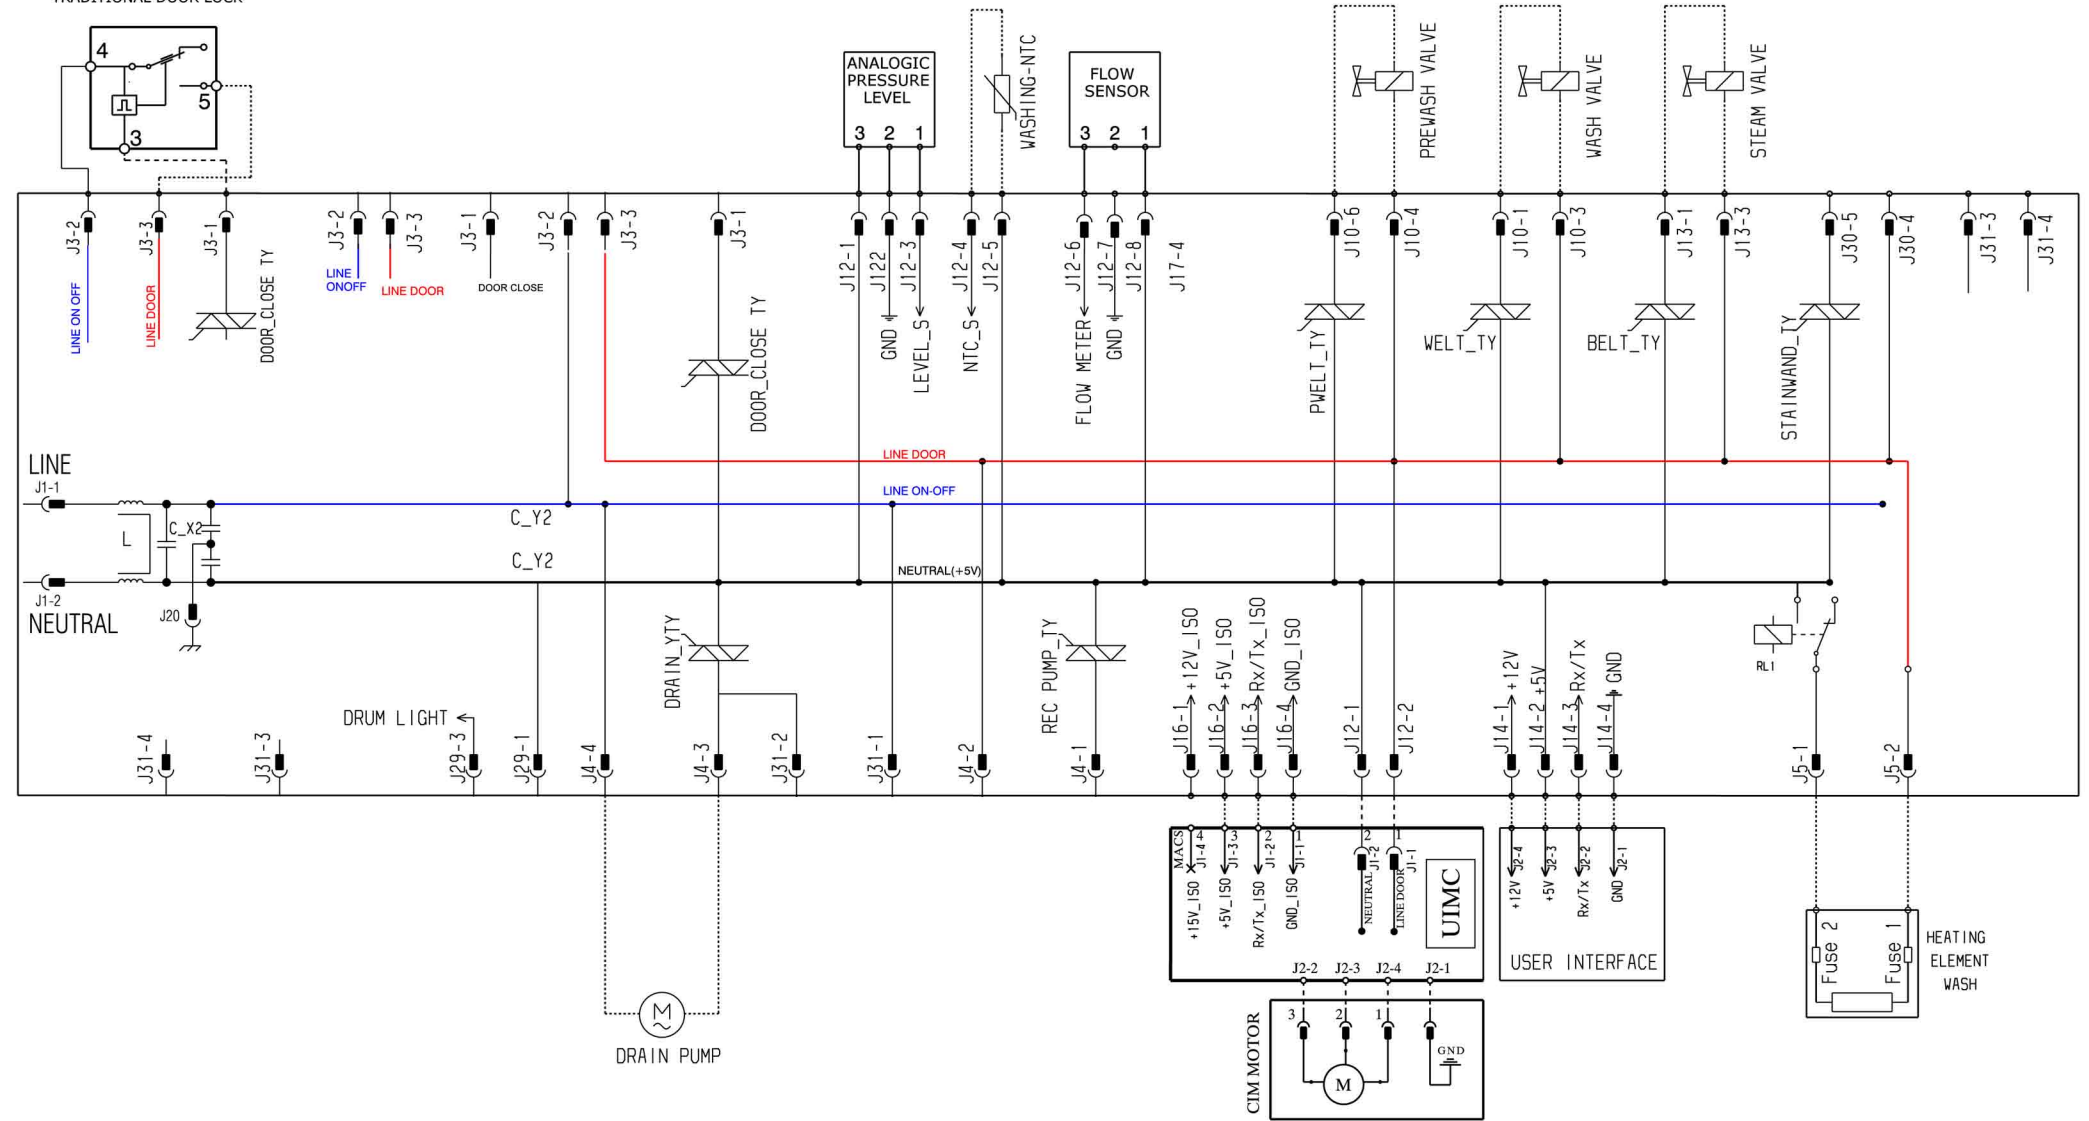 TRADITIONAL DOOR LOCK
4
5
3
ANALOGIC
PRESSURE
LEVEL
3 2 1
WASHING-NTC
FLOW
SENSOR
3 2 1
PREWASH VALVE
WASH VALVE
STEAM VALVE
J3-2
J3-3
J3-1
J3-2
J3-3
J3-1
J3-2
J3-3
J3-1
J12-1
J122
J12-3
J12-4
J12-5
J12-6
J12-7
J12-8
J17-4
J10-6
J10-4
J10-1
J10-3
J13-1
J13-3
J30-5
J30-4
J31-3
J31-4
LINE ON OFF
LINE DOOR
DOOR_CLOSE TY
LINE
ONOFF
LINE DOOR
DOOR CLOSE
DOOR_CLOSE TY
GND
LEVEL_S
NTC_S
FLOW METER
GND
PWELT_TY
WELT_TY
BELT_TY
STAINWAND_TY
LINE
J1-1
LINE DOOR
LINE ON-OFF
C_Y2
C_X2
L
C_Y2
NEUTRAL(+5V)
J1-2
NEUTRAL
J20
DRAIN_YTY
REC PUMP_TY
+12V_ISO
+5V_ISO
Rx/Tx_ISO
GND_ISO
+12V
+5V
Rx/Tx
GND
RL1
DRUM LIGHT
J31-4
J31-3
J29-3
J29-1
J4-4
J4-3
J31-2
J31-1
J4-2
J4-1
J16-1
J16-2
J16-3
J16-4
J12-1
J12-2
J14-1
J14-2
J14-3
J14-4
J5-1
J5-2
MACS
4
3
2
1
2
1
J1-4
J1-3
J1-2
J1-1
J1-2
J1-1
+15V_ISO
+5V_ISO
Rx/Tx_ISO
GND_ISO
NEUTRAL
LINE DOOR
UIMC
J2-4
J2-3
J2-2
J2-1
+12V
+5V
Rx/Tx
GND
USER INTERFACE
J2-2 J2-3 J2-4 J2-1
Fuse 2
Fuse 1
HEATING
ELEMENT
WASH
M
DRAIN PUMP
CIM MOTOR
3 2 1
GND
M